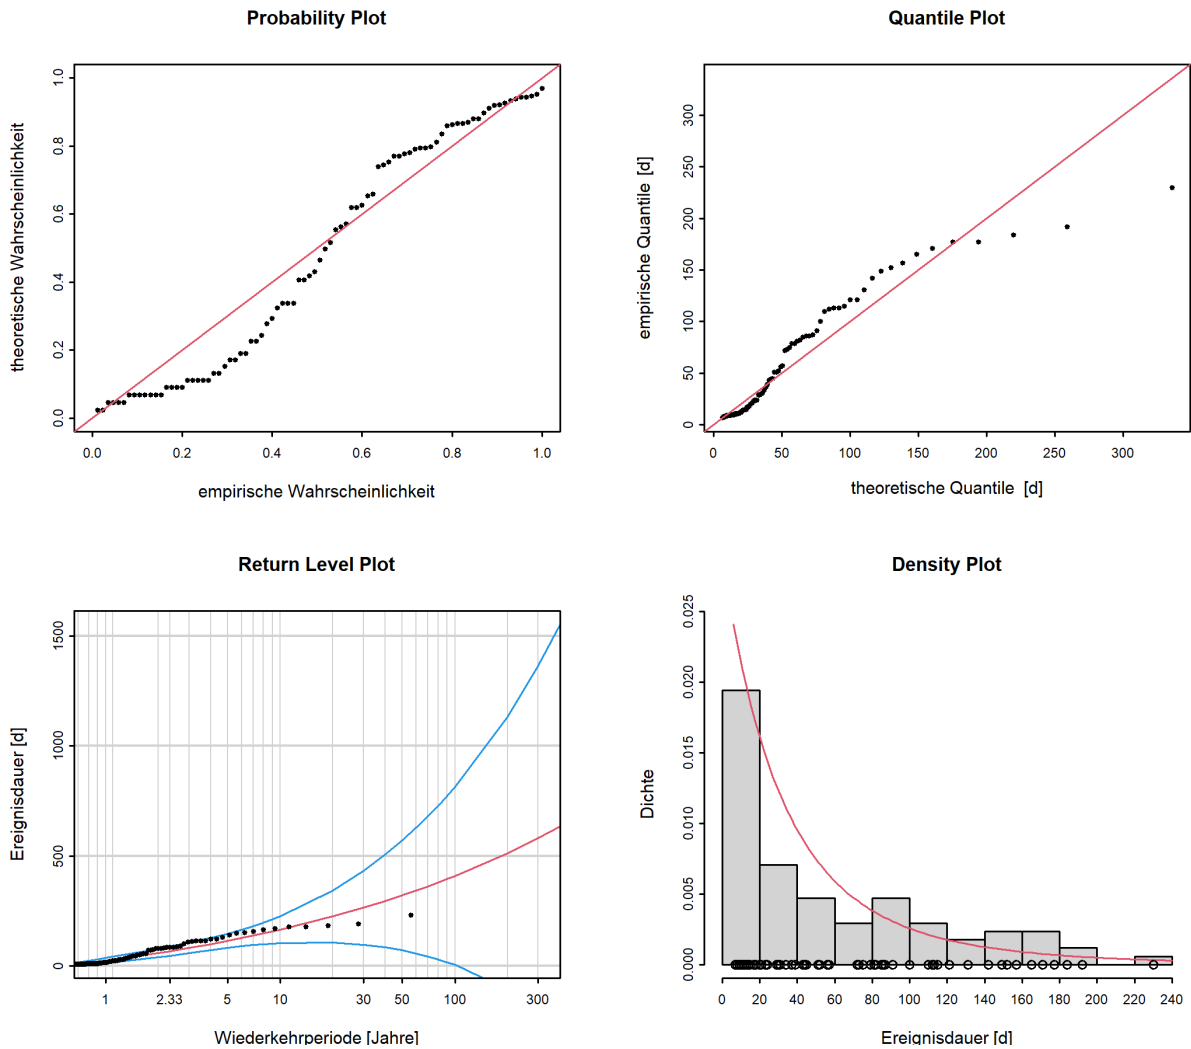 Probability Plot
theoretische Wahrscheinlichkeit
1.0
0.8
0.6
0.4
0.2
0.0
0.0 0.2 0.4 0.6 0.8 1.0
empirische Wahrscheinlichkeit
Quantile Plot
empirische Quantile [d]
300
250
200
150
100
50
0
0 50 100 150 200 250 300
theoretische Quantile [d]
Return Level Plot
Ereignisdauer [d]
1500
1000
500
0
1 2.33 5 10 30 50 100 300
Wiederkehrperiode [Jahre]
Density Plot
Dichte
0.025
0.020
0.015
0.010
0.005
0.000
0 20 40 60 80 100 120 140 160 180 200 220 240
Ereignisdauer [d]